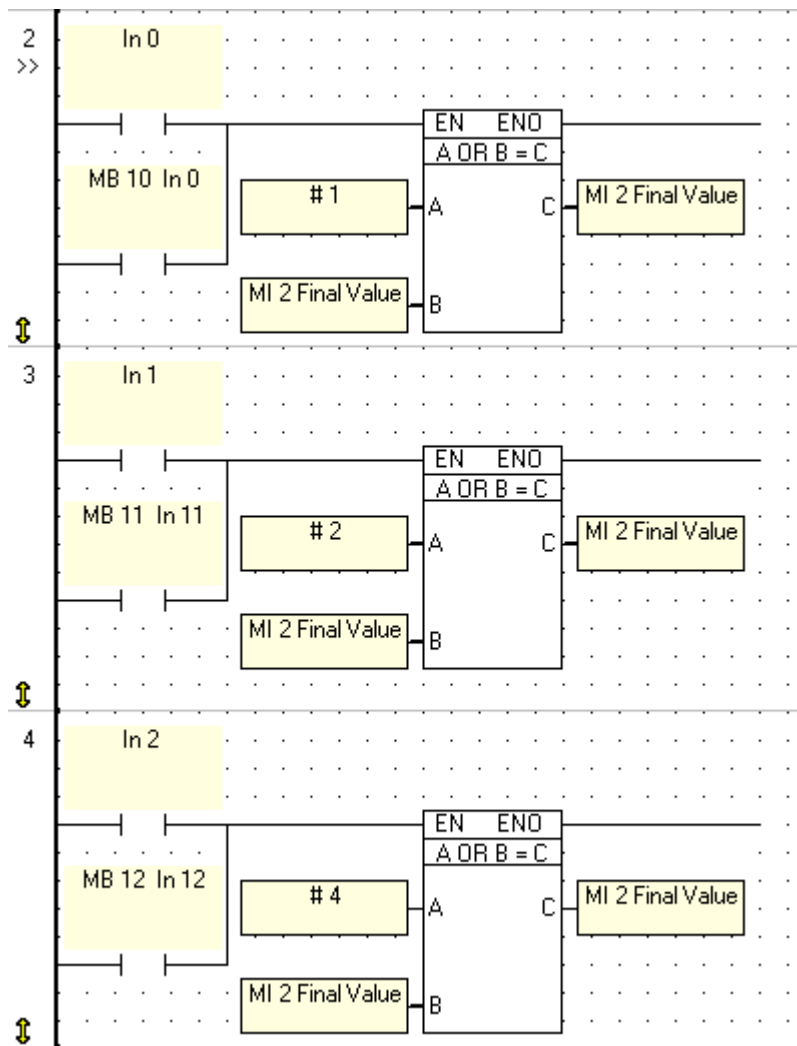 2
In 0
>>
EN ENO
A OR B = C
MB 10 In 0
# 1
A
C
MI 2 Final Value
MI 2 Final Value
B
3
In 1
EN ENO
A OR B = C
MB 11 In 11
# 2
A
C
MI 2 Final Value
MI 2 Final Value
B
4
In 2
EN ENO
A OR B = C
MB 12 In 12
# 4
A
C
MI 2 Final Value
MI 2 Final Value
B